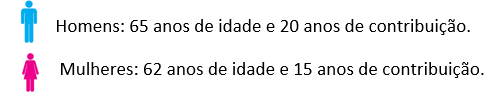 Homens: 65 anos de idade e 20 anos de contribuição.
Mulheres: 62 anos de idade e 15 anos de contribuição.